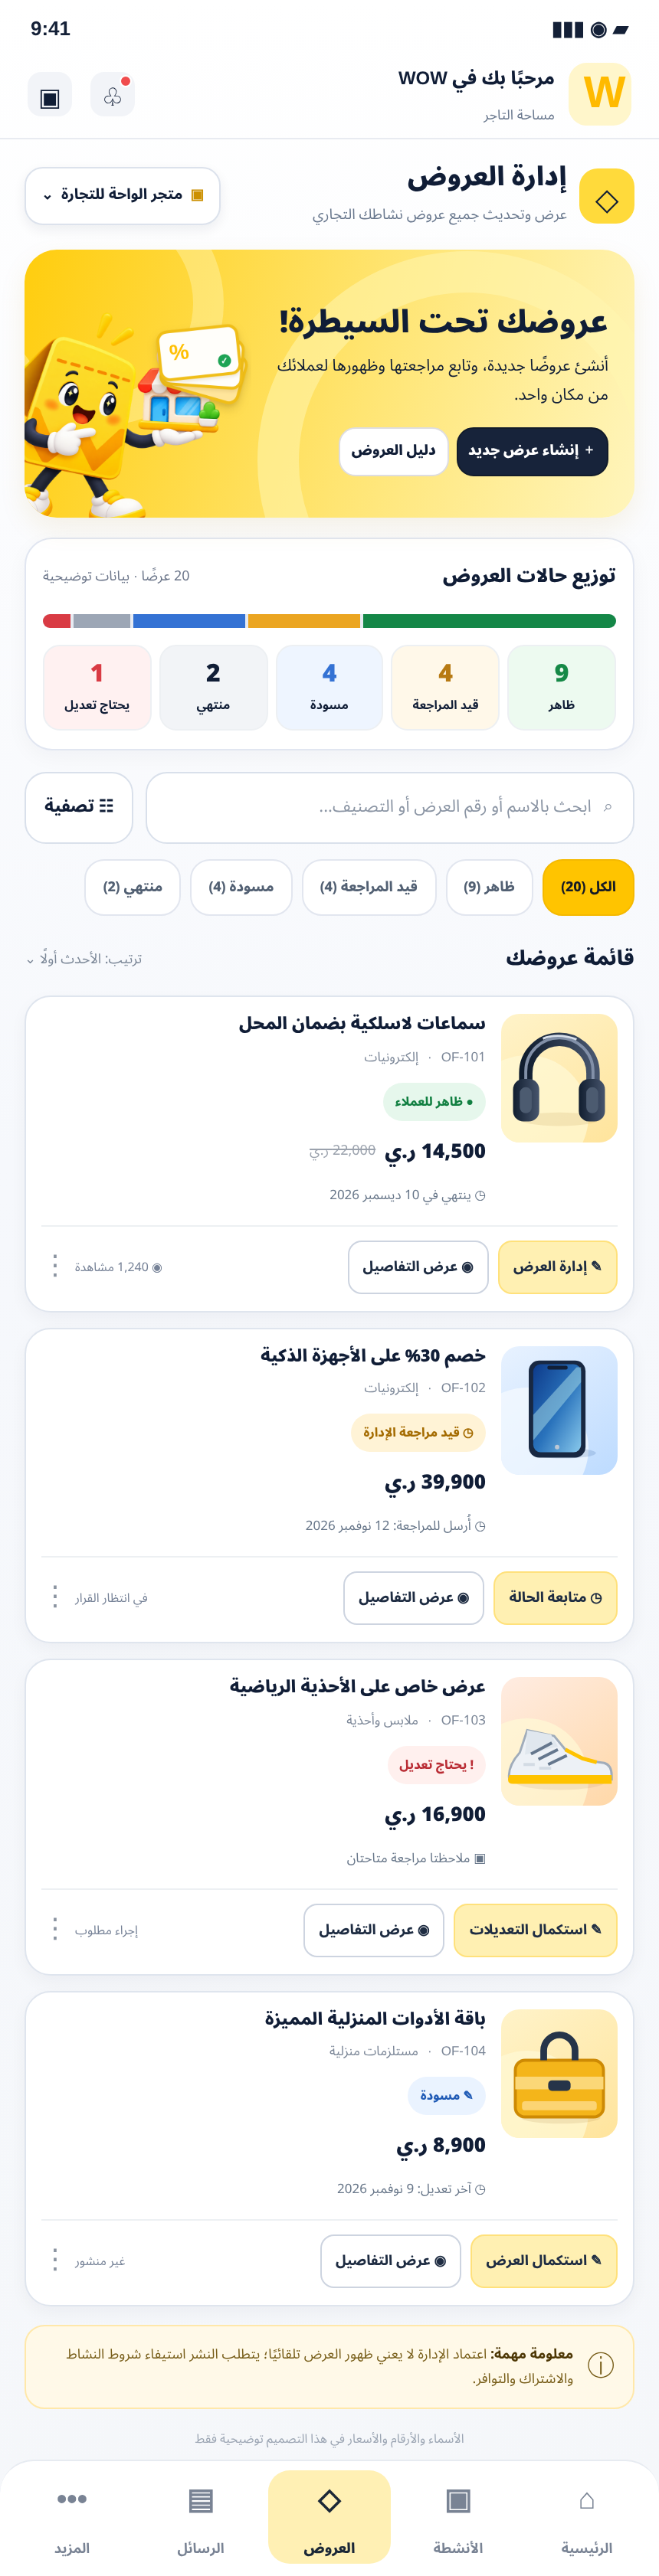 9:41
W
مرحبًا بك في WOW
مساحة التاجر
إدارة العروض
عرض وتحديث جميع عروض نشاطك التجاري
متجر الواحة للتجارة
عروضك تحت السيطرة!
أنشئ عروضًا جديدة، وتابع مراجعتها وظهورها لعملائك
من مكان واحد.
+ إنشاء عرض جديد
دليل العروض
%
توزيع حالات العروض
20 عرضًا · بيانات توضيحية
9
ظاهر
4
قيد المراجعة
4
مسودة
2
منتهي
1
يحتاج تعديل
ابحث بالاسم أو رقم العرض أو التصنيف...
تصفية
الكل (20)
ظاهر (9)
قيد المراجعة (4)
مسودة (4)
منتهي (2)
قائمة عروضك
ترتيب: الأحدث أولًا
سماعات لاسلكية بضمان المحل
OF-101 · إلكترونيات
● ظاهر للعملاء
14,500 ر.ي 22,000 ر.ي
ينتهي في 10 ديسمبر 2026
إدارة العرض
عرض التفاصيل
1,240 مشاهدة
خصم 30% على الأجهزة الذكية
OF-102 · إلكترونيات
قيد مراجعة الإدارة
39,900 ر.ي
أُرسل للمراجعة: 12 نوفمبر 2026
متابعة الحالة
عرض التفاصيل
في انتظار القرار
عرض خاص على الأحذية الرياضية
OF-103 · ملابس وأحذية
! يحتاج تعديل
16,900 ر.ي
ملاحظتا مراجعة متاحتان
استكمال التعديلات
عرض التفاصيل
إجراء مطلوب
باقة الأدوات المنزلية المميزة
OF-104 · مستلزمات منزلية
مسودة
8,900 ر.ي
آخر تعديل: 9 نوفمبر 2026
استكمال العرض
عرض التفاصيل
غير منشور
معلومة مهمة: اعتماد الإدارة لا يعني ظهور العرض تلقائيًا؛ يتطلب النشر استيفاء شروط النشاط
والاشتراك والتوافر.
الأسماء والأرقام والأسعار في هذا التصميم توضيحية فقط
الرئيسية
الأنشطة
العروض
الرسائل
المزيد